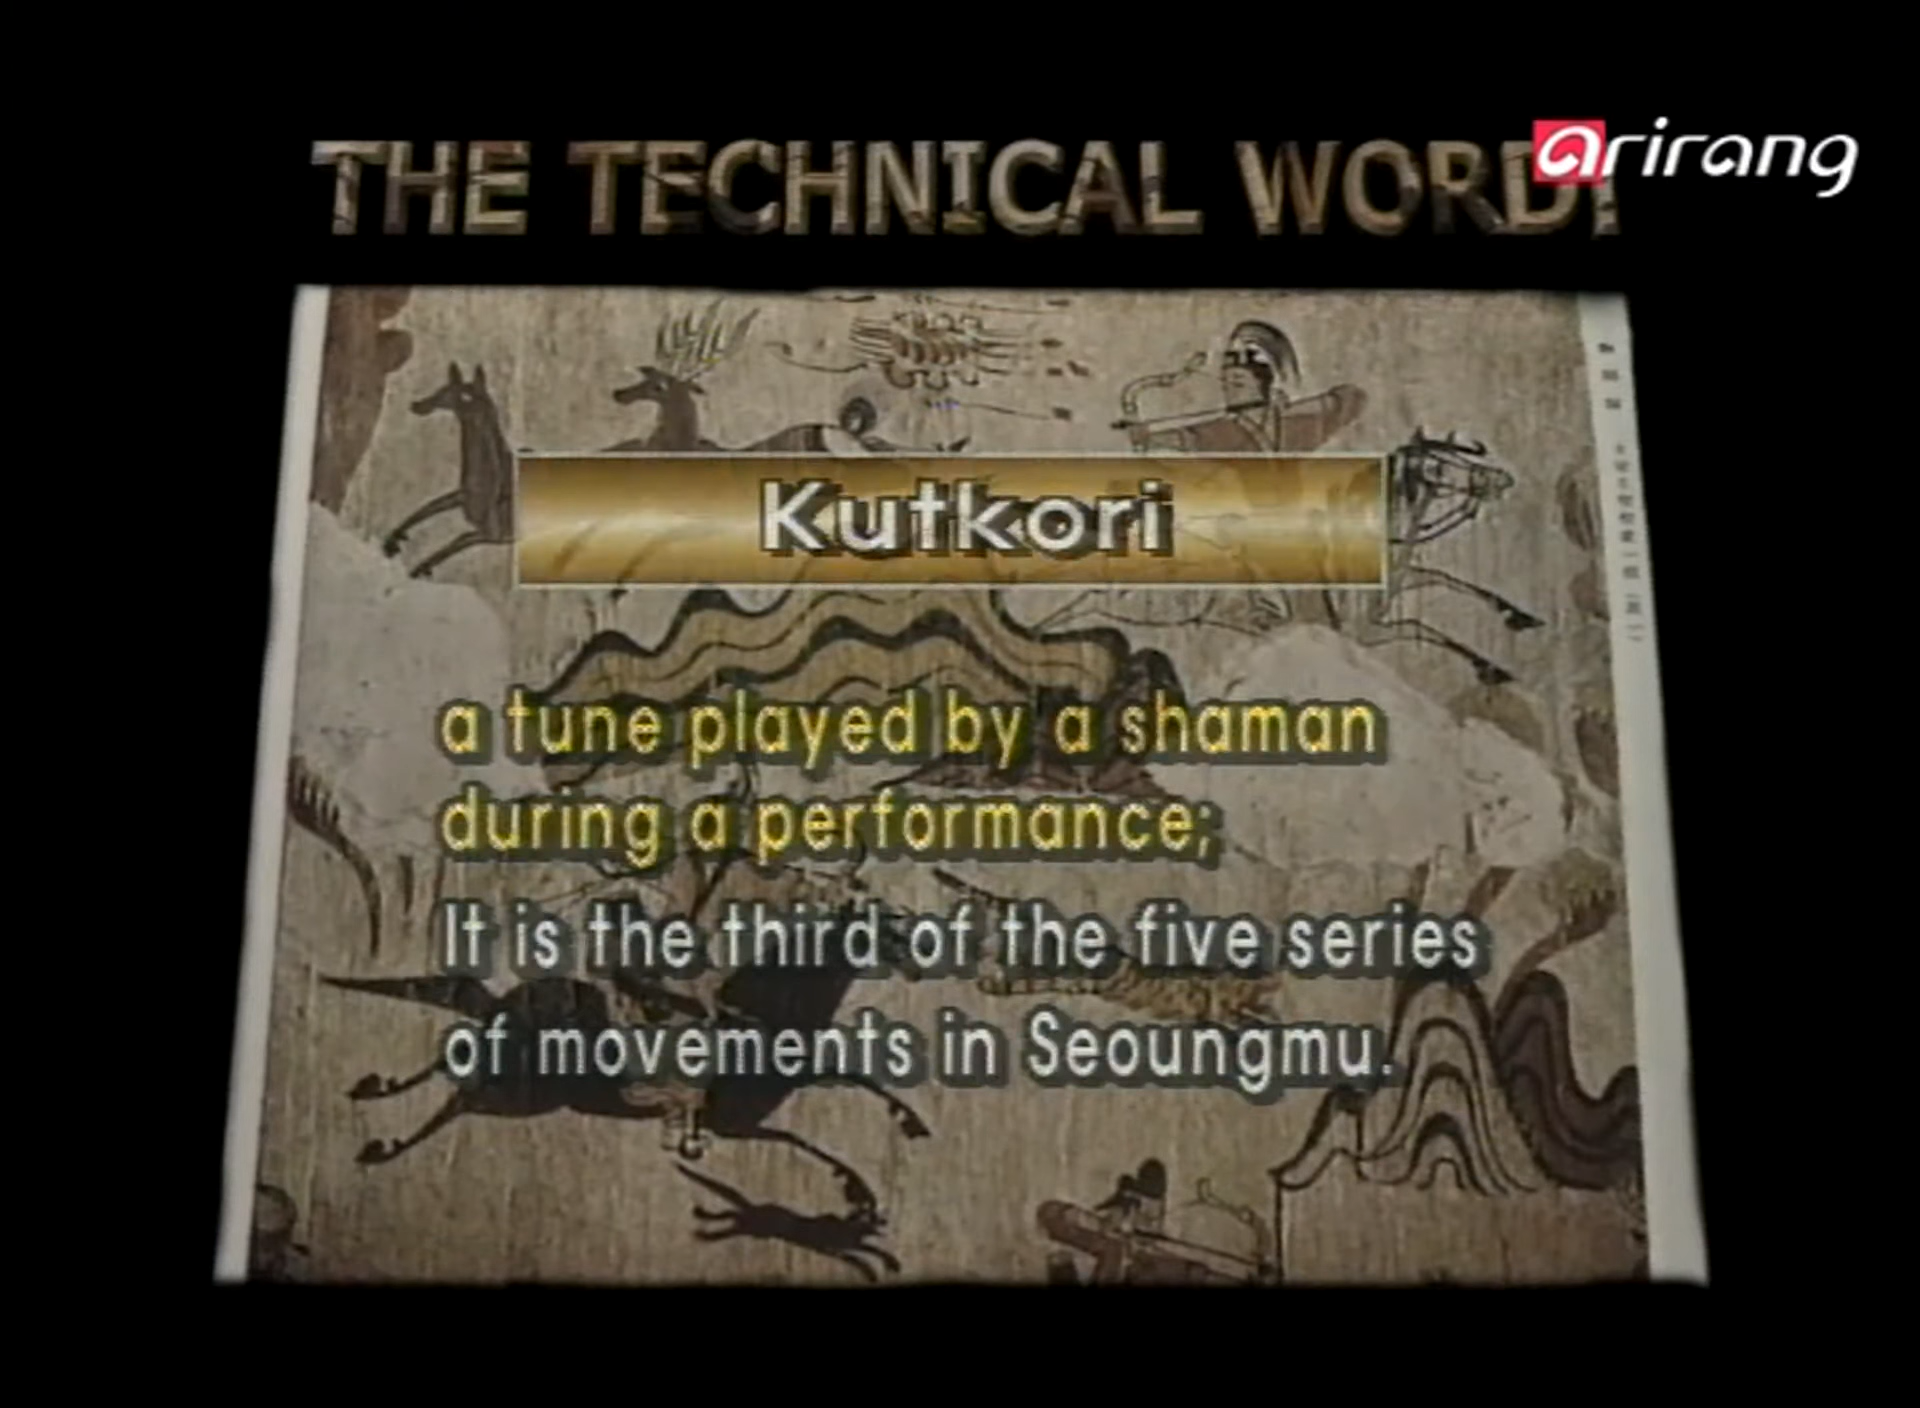 THE TECHNICAL WORD!
arirang
Kutkori
a tune played by a shaman
during a performance;
It is the third of the five series
of movements in Seoungmu.